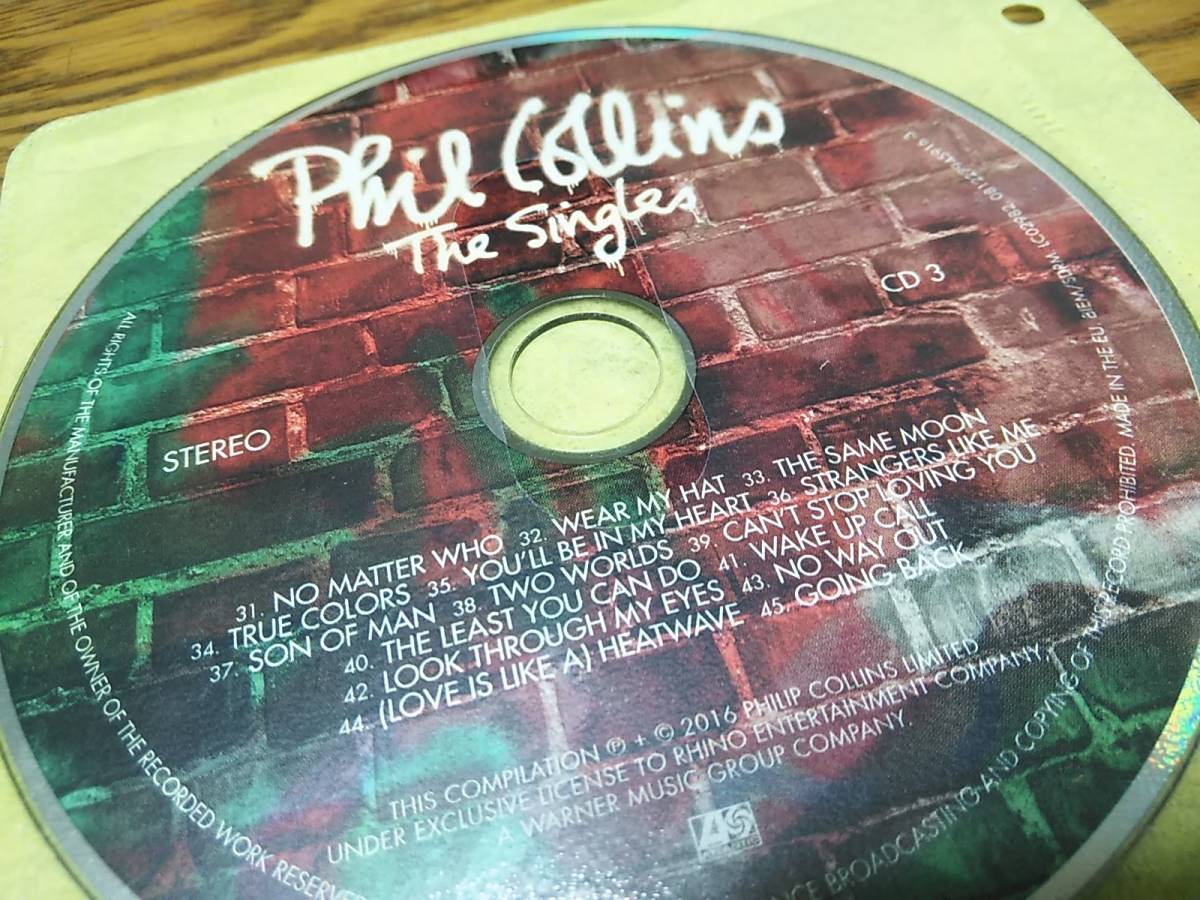 Phil Collins
The Singles
CD 3
STEREO
31. NO MATTER WHO 32. WEAR MY HAT 33. THE SAME MOON
34. TRUE COLORS 35. YOU'LL BE IN MY HEART 36. STRANGERS LIKE ME
37. SON OF MAN 38. TWO WORLDS 39. CAN'T STOP LOVING YOU
40. THE LEAST YOU CAN DO 41. WAKE UP CALL
42. LOOK THROUGH MY EYES 43. NO WAY OUT
44. (LOVE IS LIKE A) HEATWAVE 45. GOING BACK
THIS COMPILATION ℗ + © 2016 PHILIP COLLINS LIMITED
UNDER EXCLUSIVE LICENSE TO RHINO ENTERTAINMENT COMPANY,
A WARNER MUSIC GROUP COMPANY.
ALL RIGHTS OF THE MANUFACTURER AND OF THE OWNER OF THE RECORDED WORK RESERVED
BROADCASTING AND COPYING OF THIS RECORD PROHIBITED. MADE IN THE EU.